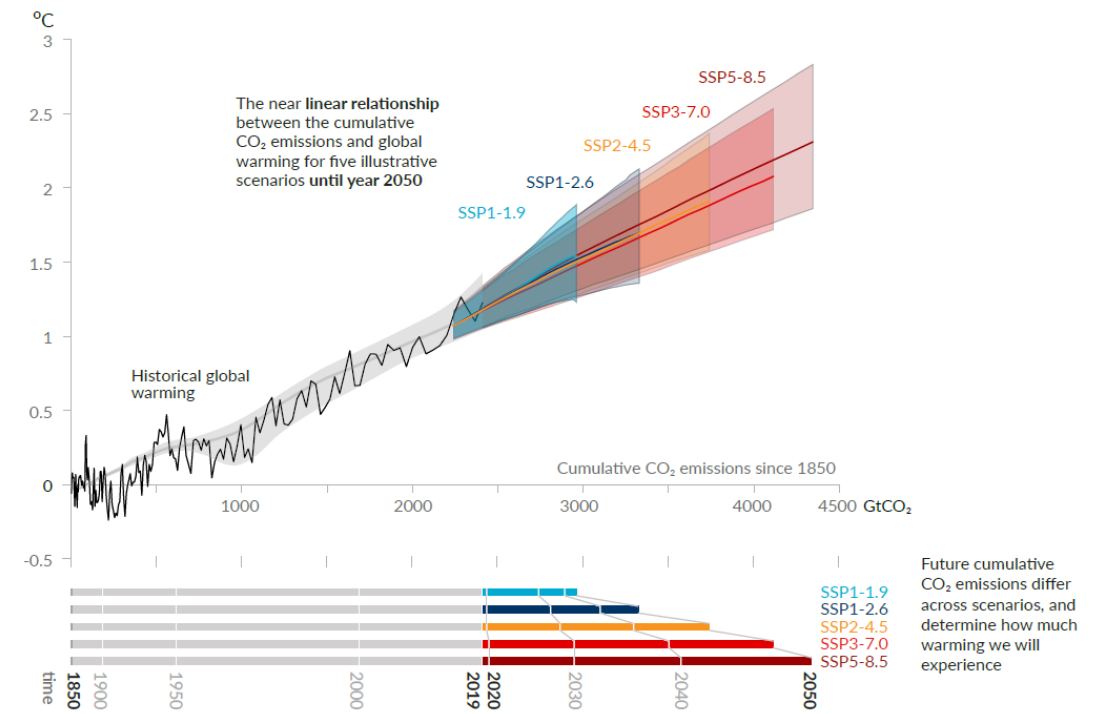 °C
3
SSP5-8.5
The near linear relationship
between the cumulative
CO₂ emissions and global
warming for five illustrative
scenarios until year 2050
2.5
SSP3-7.0
SSP2-4.5
2
SSP1-2.6
SSP1-1.9
1.5
1
Historical global
warming
0.5
Cumulative CO₂ emissions since 1850
0
1000
2000
3000
4000
4500
GtCO₂
-0.5
Future cumulative
CO₂ emissions differ
across scenarios, and
determine how much
warming we will
experience
SSP1-1.9
SSP1-2.6
SSP2-4.5
SSP3-7.0
SSP5-8.5
time
1850
1900
1950
2000
2019
2020
2030
2040
2050